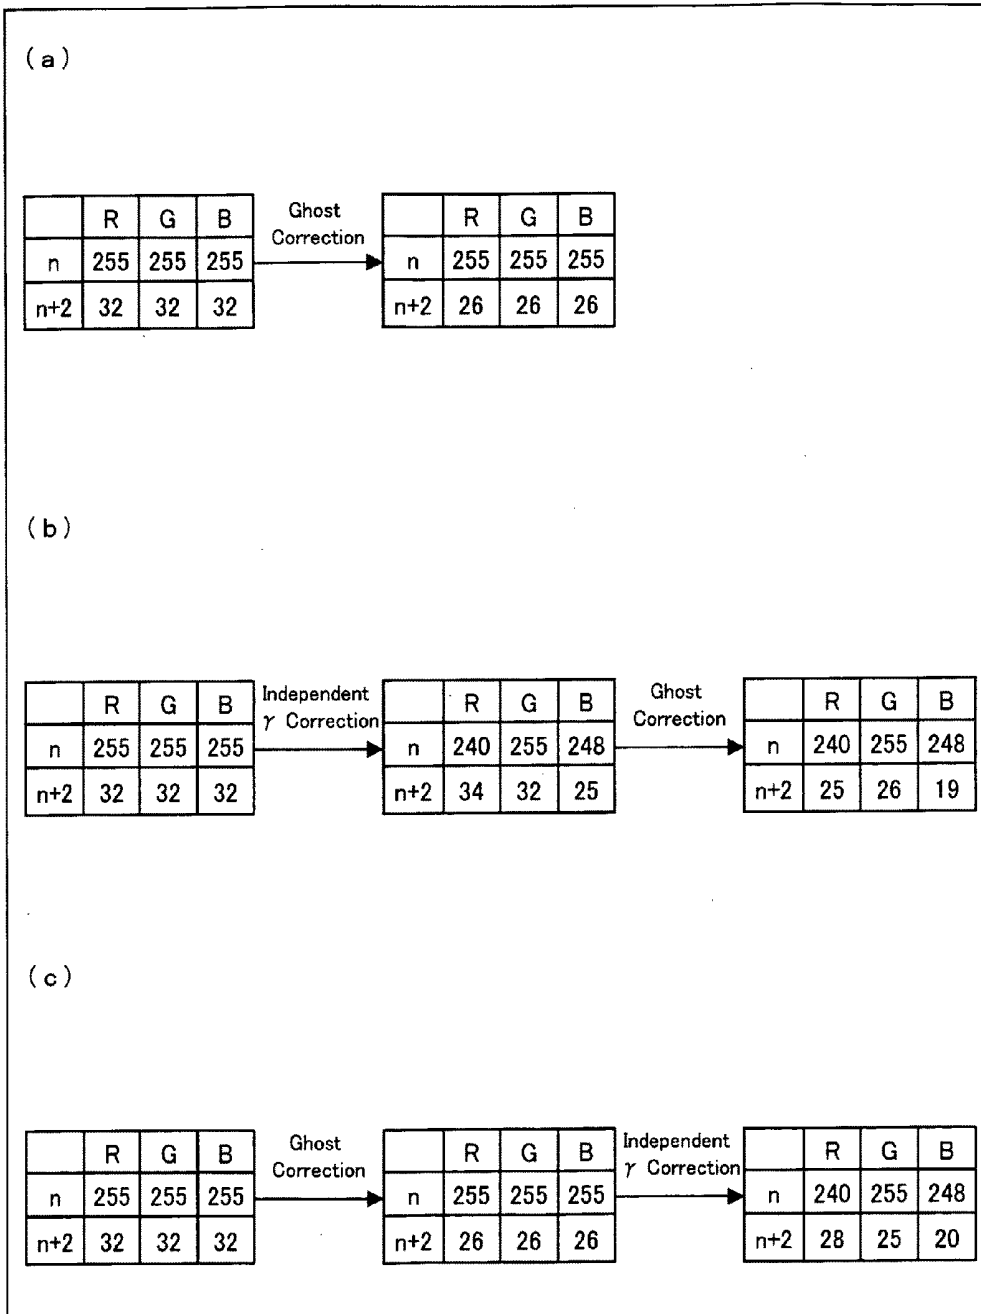 (a)
R G B
n 255 255 255
n+2 32 32 32
Ghost
Correction
R G B
n 255 255 255
n+2 26 26 26
(b)
R G B
n 255 255 255
n+2 32 32 32
Independent
γ Correction
R G B
n 240 255 248
n+2 34 32 25
Ghost
Correction
R G B
n 240 255 248
n+2 25 26 19
(c)
R G B
n 255 255 255
n+2 32 32 32
Ghost
Correction
R G B
n 255 255 255
n+2 26 26 26
Independent
γ Correction
R G B
n 240 255 248
n+2 28 25 20